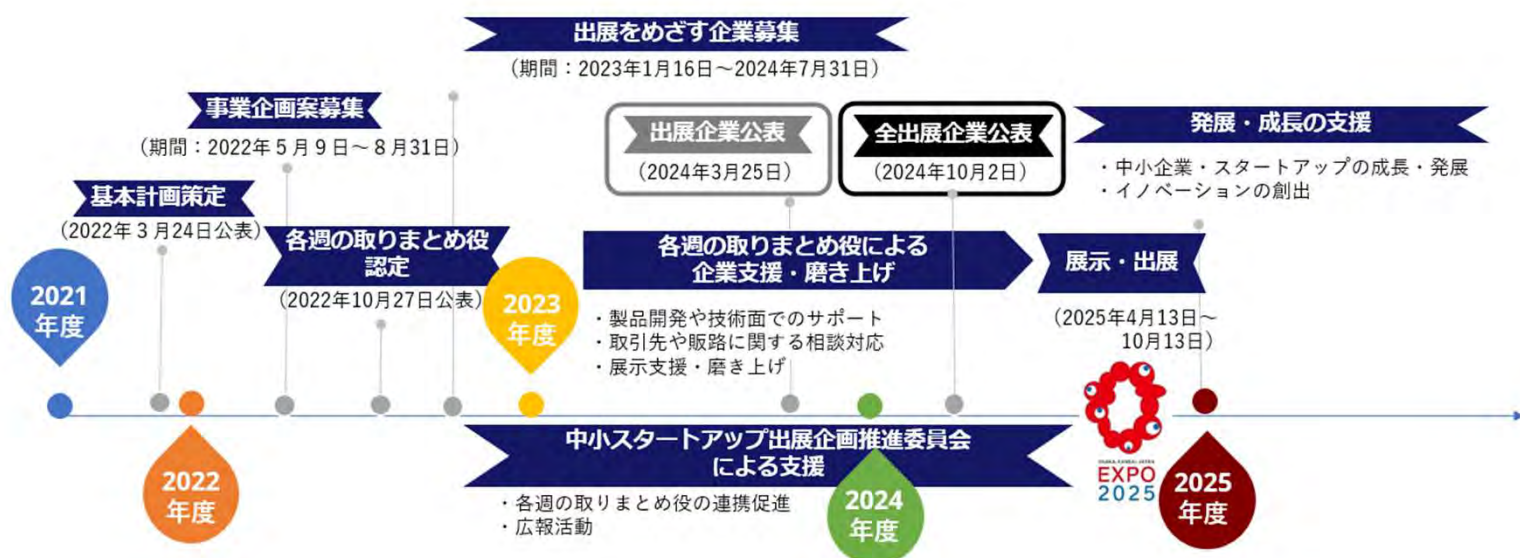 出展をめざす企業募集
(期間：2023年1月16日～2024年7月31日)
事業企画案募集
(期間：2022年５月９日～８月31日)
基本計画策定
(2022年３月24日公表)
各週の取りまとめ役
認定
(2022年10月27日公表)
出展企業公表
(2024年3月25日)
全出展企業公表
(2024年10月2日)
発展・成長の支援
・中小企業・スタートアップの成長・発展
・イノベーションの創出
各週の取りまとめ役による
企業支援・磨き上げ
・製品開発や技術面でのサポート
・取引先や販路に関する相談対応
・展示支援・磨き上げ
展示・出展
(2025年4月13日～
10月13日)
2021
年度
2022
年度
2023
年度
中小スタートアップ出展企画推進委員会
による支援
・各週の取りまとめ役の連携促進
・広報活動
2024
年度
OSAKA, KANSAI, JAPAN
EXPO
2025
2025
年度